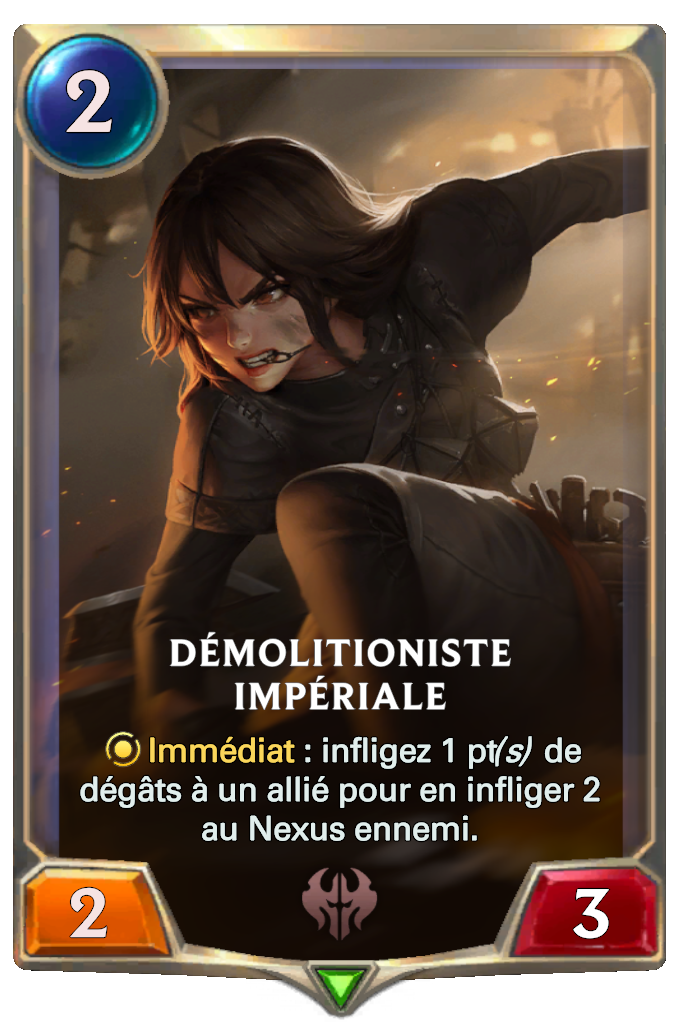 2
DÉMOLITIONISTE
IMPÉRIALE
Immédiat : infligez 1 pt(s) de
dégâts à un allié pour en infliger 2
au Nexus ennemi.
2
3